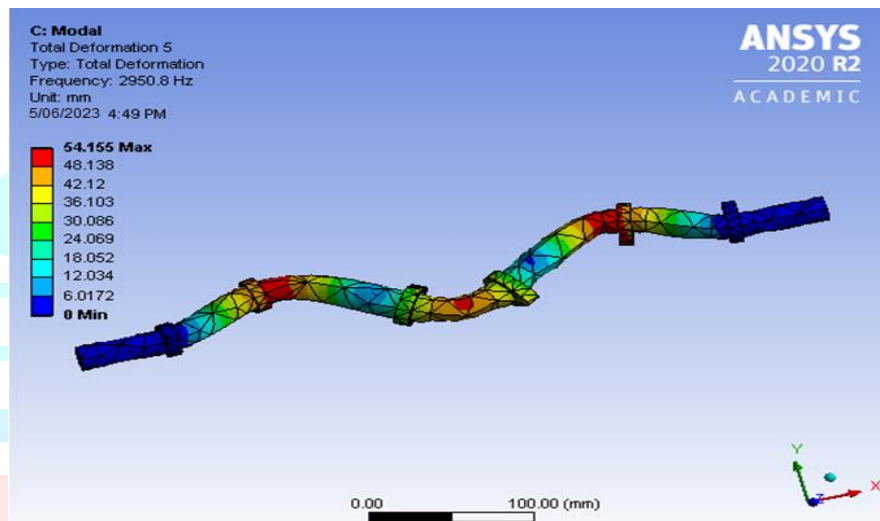 C: Modal
Total Deformation 5
Type: Total Deformation
Frequency: 2950.8 Hz
Unit: mm
5/06/2023 4:49 PM
54.155 Max
48.138
42.12
36.103
30.086
24.069
18.052
12.034
6.0172
0 Min
ANSYS
2020 R2
ACADEMIC
Y
X
Z
0.00
100.00 (mm)